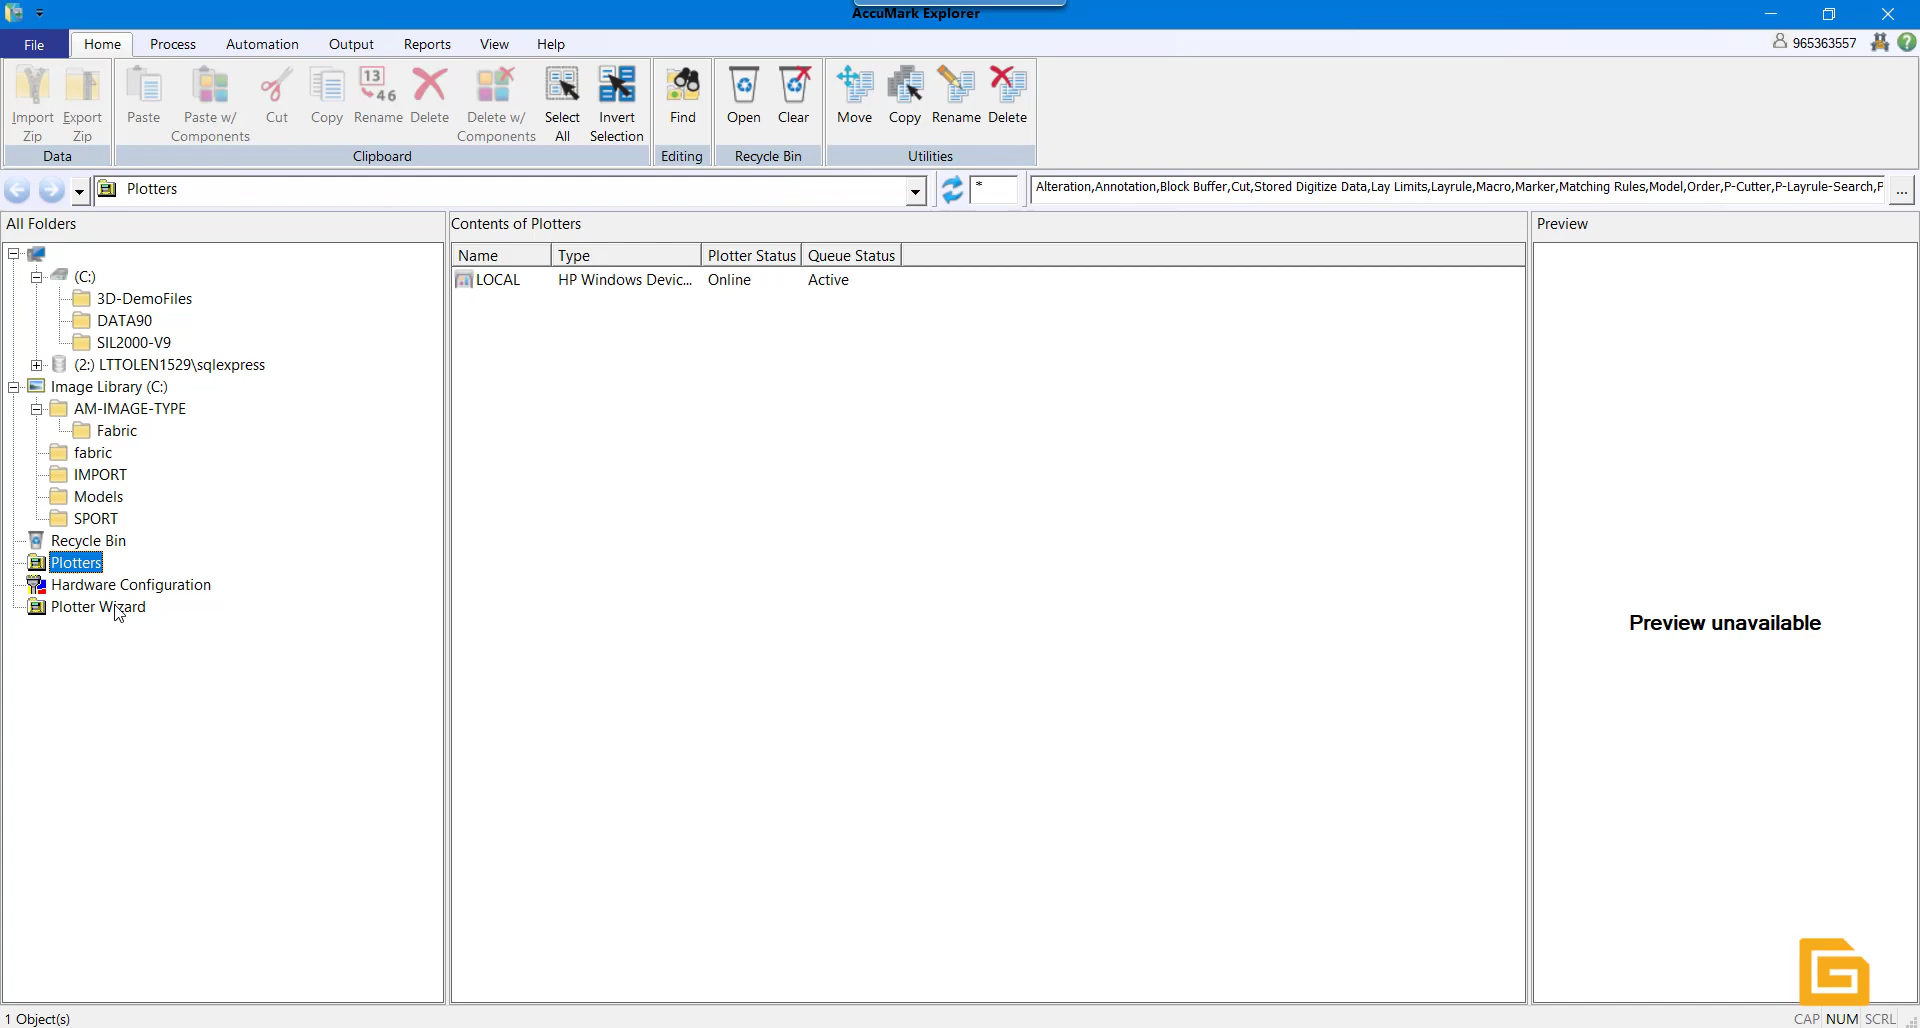 AccuMark Explorer
File Home Process Automation Output Reports View Help
965363557
Import Zip Export Zip
Data
Paste Paste w/ Components Cut Copy Rename Delete Delete w/ Components Select All Invert Selection
Clipboard
Find
Editing
Open Clear
Recycle Bin
Move Copy Rename Delete
Utilities
Plotters
*
Alteration,Annotation,Block Buffer,Cut,Stored Digitize Data,Lay Limits,Layrule,Macro,Marker,Matching Rules,Model,Order,P-Cutter,P-Layrule-Search,P
...
All Folders
(C:)
3D-DemoFiles
DATA90
SIL2000-V9
(2:) LTTOLEN1529\sqlexpress
Image Library (C:)
AM-IMAGE-TYPE
Fabric
fabric
IMPORT
Models
SPORT
Recycle Bin
Plotters
Hardware Configuration
Plotter Wizard
Contents of Plotters
Name Type Plotter Status Queue Status
LOCAL HP Windows Devic... Online Active
Preview
Preview unavailable
1 Object(s)
CAP NUM SCRL